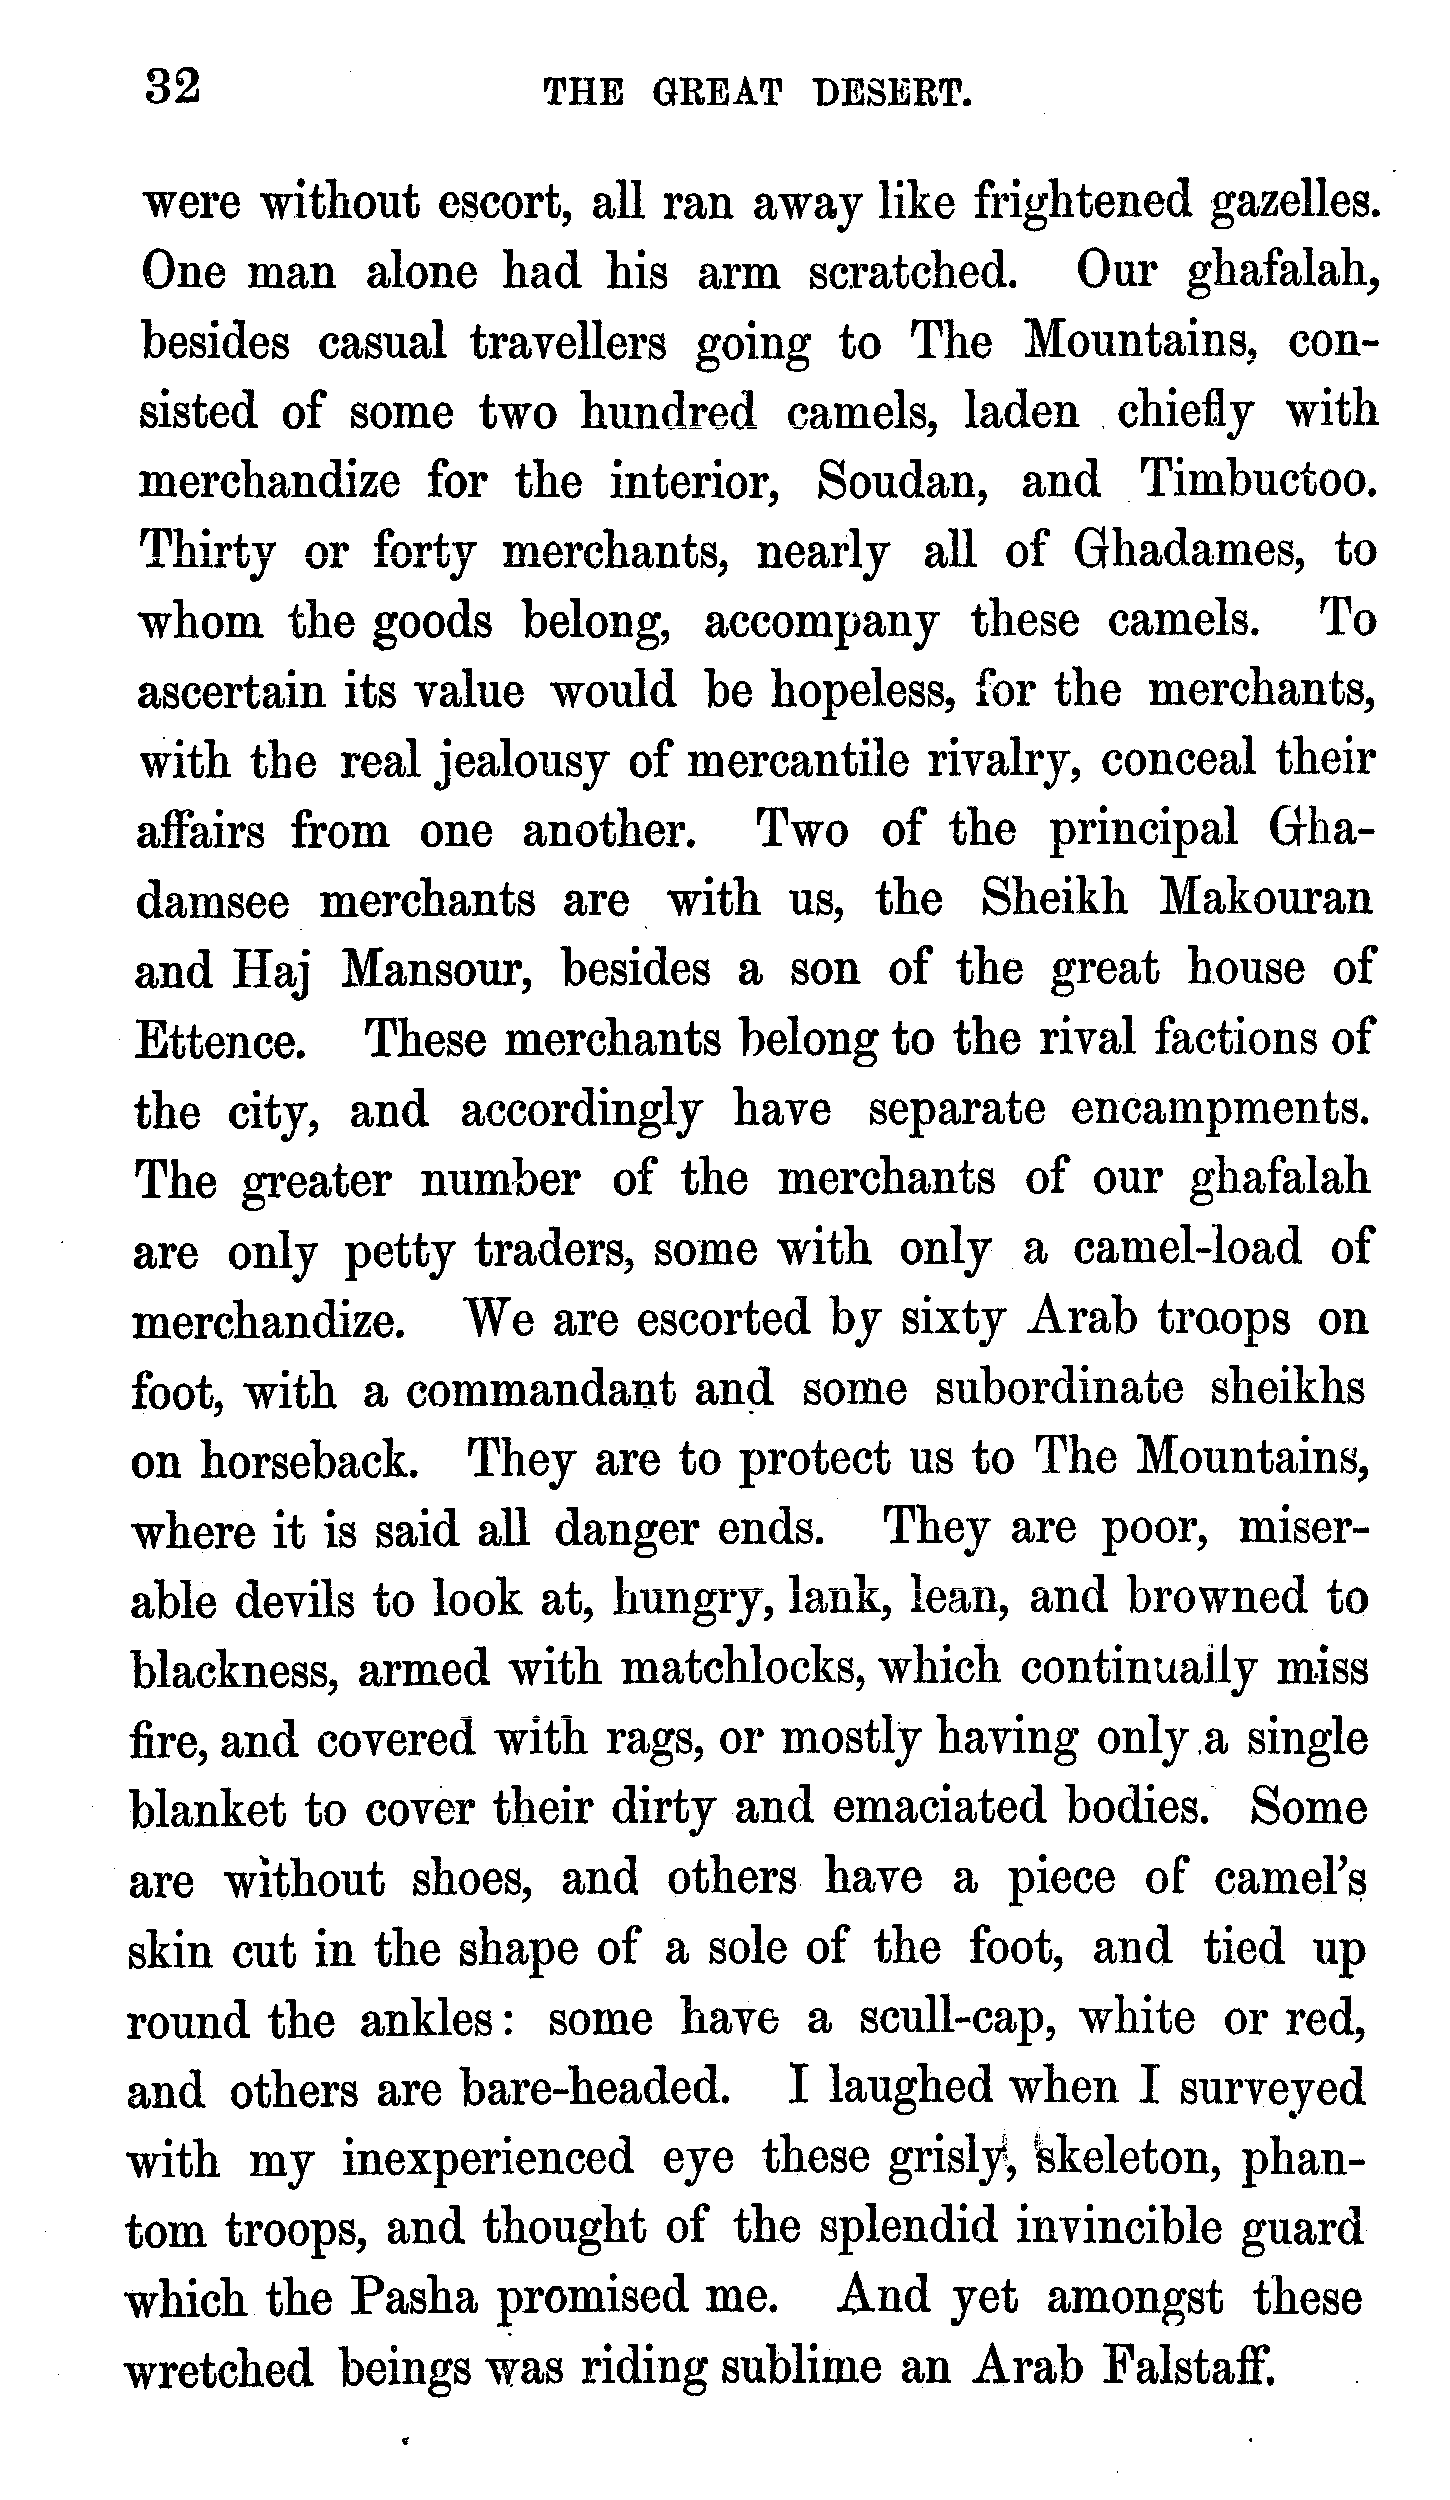 32 THE GREAT DESERT.
were without escort, all ran away like frightened gazelles.
One man alone had his arm scratched. Our ghafalah,
besides casual travellers going to The Mountains, con-
sisted of some two hundred camels, laden chiefly with
merchandize for the interior, Soudan, and Timbuctoo.
Thirty or forty merchants, nearly all of Ghadames, to
whom the goods belong, accompany these camels. To
ascertain its value would be hopeless, for the merchants,
with the real jealousy of mercantile rivalry, conceal their
affairs from one another. Two of the principal Gha-
damsee merchants are with us, the Sheikh Makouran
and Haj Mansour, besides a son of the great house of
Ettence. These merchants belong to the rival factions of
the city, and accordingly have separate encampments.
The greater number of the merchants of our ghafalah
are only petty traders, some with only a camel-load of
merchandize. We are escorted by sixty Arab troops on
foot, with a commandant and some subordinate sheikhs
on horseback. They are to protect us to The Mountains,
where it is said all danger ends. They are poor, miser-
able devils to look at, hungry, lank, lean, and browned to
blackness, armed with matchlocks, which continually miss
fire, and covered with rags, or mostly having only a single
blanket to cover their dirty and emaciated bodies. Some
are without shoes, and others have a piece of camel's
skin cut in the shape of a sole of the foot, and tied up
round the ankles: some have a scull-cap, white or red,
and others are bare-headed. I laughed when I surveyed
with my inexperienced eye these grisly, skeleton, phan-
tom troops, and thought of the splendid invincible guard
which the Pasha promised me. And yet amongst these
wretched beings was riding sublime an Arab Falstaff.